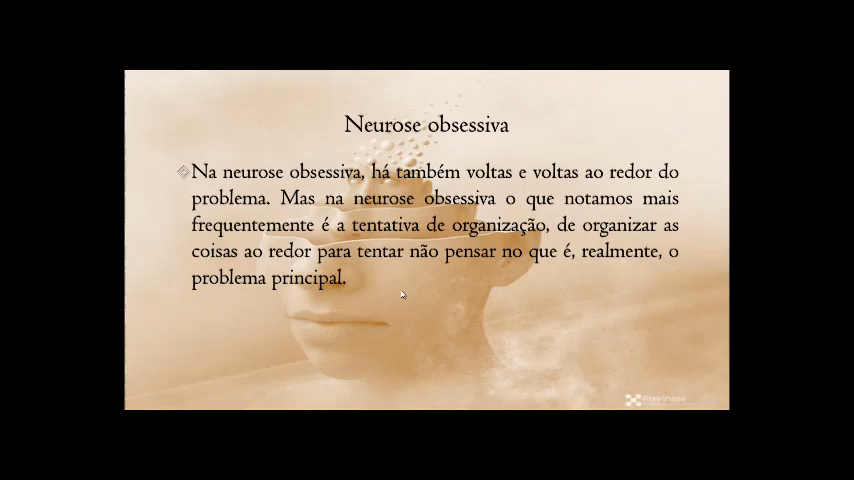 Neurose obsessiva
Na neurose obsessiva, há também voltas e voltas ao redor do
problema. Mas na neurose obsessiva o que notamos mais
frequentemente é a tentativa de organização, de organizar as
coisas ao redor para tentar não pensar no que é, realmente, o
problema principal.